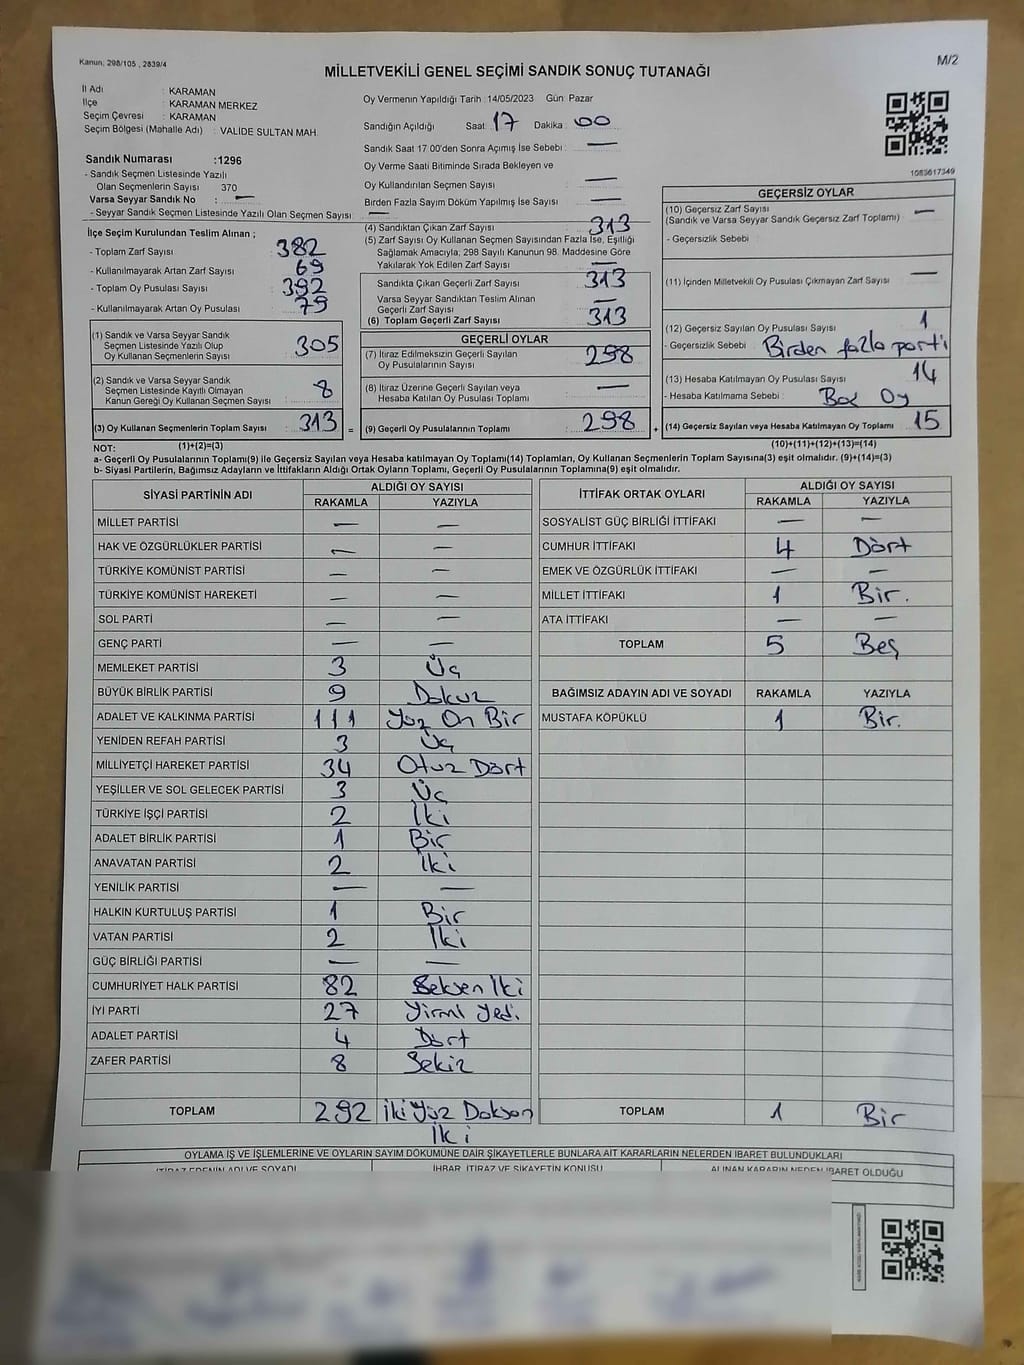 Kanun; 298/105 , 2839/4
M/2
MİLLETVEKİLİ GENEL SEÇİMİ SANDIK SONUÇ TUTANAĞI
İl Adı : KARAMAN
İlçe : KARAMAN MERKEZ
Seçim Çevresi : KARAMAN
Seçim Bölgesi (Mahalle Adı) : VALİDE SULTAN MAH.
Sandık Numarası :1296
- Sandık Seçmen Listesinde Yazılı
Olan Seçmenlerin Sayısı 370
Varsa Seyyar Sandık No : —
- Seyyar Sandık Seçmen Listesinde Yazılı Olan Seçmen Sayısı : —
Oy Vermenin Yapıldığı Tarih :14/05/2023 Gün: Pazar
Sandığın Açıldığı Saat: 17 Dakika: 00
Sandık Saat 17:00'den Sonra Açımış İse Sebebi : —
Oy Verme Saati Bitiminde Sırada Bekleyen ve
Oy Kullandırılan Seçmen Sayısı : —
Birden Fazla Sayım Döküm Yapılmış İse Sayısı : —
1083617349
İlçe Seçim Kurulundan Teslim Alınan ;
- Toplam Zarf Sayısı : 382
- Kullanılmayarak Artan Zarf Sayısı : 69
- Toplam Oy Pusulası Sayısı : 392
- Kullanılmayarak Artan Oy Pusulası : 79
(4) Sandıktan Çıkan Zarf Sayısı : 313
(5) Zarf Sayısı Oy Kullanan Seçmen Sayısından Fazla İse, Eşitliği
Sağlamak Amacıyla; 298 Sayılı Kanunun 98. Maddesine Göre
Yakılarak Yok Edilen Zarf Sayısı : —
Sandıkta Çıkan Geçerli Zarf Sayısı : 313
Varsa Seyyar Sandıktan Teslim Alınan
Geçerli Zarf Sayısı : —
(6) Toplam Geçerli Zarf Sayısı : 313
GEÇERSİZ OYLAR
(10) Geçersiz Zarf Sayısı : —
(Sandık ve Varsa Seyyar Sandık Geçersiz Zarf Toplamı)
- Geçersizlik Sebebi :
(11) İçinden Milletvekili Oy Pusulası Çıkmayan Zarf Sayısı : —
(12) Geçersiz Sayılan Oy Pusulası Sayısı : 1
- Geçersizlik Sebebi : Birden fazla parti
(13) Hesaba Katılmayan Oy Pusulası Sayısı : 14
- Hesaba Katılmama Sebebi : Boş Oy
(14) Geçersiz Sayılan veya Hesaba Katılmayan Oy Toplamı : 15
(1) Sandık ve Varsa Seyyar Sandık
Seçmen Listesinde Yazılı Olup
Oy Kullanan Seçmenlerin Sayısı : 305
(2) Sandık ve Varsa Seyyar Sandık
Seçmen Listesinde Kayıtlı Olmayan
Kanun Gereği Oy Kullanan Seçmen Sayısı : 8
(3) Oy Kullanan Seçmenlerin Toplam Sayısı : 313 =
GEÇERLİ OYLAR
(7) İtiraz Edilmeksizin Geçerli Sayılan
Oy Pusulalarının Sayısı : 298
(8) İtiraz Üzerine Geçerli Sayılan veya
Hesaba Katılan Oy Pusulası Toplamı : —
(9) Geçerli Oy Pusulalarının Toplamı : 298 +
NOT: (1)+(2)=(3) (10)+(11)+(12)+(13)=(14)
a- Geçerli Oy Pusulalarının Toplamı(9) ile Geçersiz Sayılan veya Hesaba katılmayan Oy Toplamı(14) Toplamları, Oy Kullanan Seçmenlerin Toplam Sayısına(3) eşit olmalıdır. (9)+(14)=(3)
b- Siyasi Partilerin, Bağımsız Adayların ve İttifakların Aldığı Ortak Oyların Toplamı, Geçerli Oy Pusulalarının Toplamına(9) eşit olmalıdır.
SİYASİ PARTİNİN ADI ALDIĞI OY SAYISI
RAKAMLA YAZIYLA
MİLLET PARTİSİ — —
HAK VE ÖZGÜRLÜKLER PARTİSİ — —
TÜRKİYE KOMÜNİST PARTİSİ — —
TÜRKİYE KOMÜNİST HAREKETİ — —
SOL PARTİ — —
GENÇ PARTİ — —
MEMLEKET PARTİSİ 3 Üç
BÜYÜK BİRLİK PARTİSİ 9 Dokuz
ADALET VE KALKINMA PARTİSİ 111 Yüz On Bir
YENİDEN REFAH PARTİSİ 3 Üç
MİLLİYETÇİ HAREKET PARTİSİ 34 Otuz Dört
YEŞİLLER VE SOL GELECEK PARTİSİ 3 Üç
TÜRKİYE İŞÇİ PARTİSİ 2 İki
ADALET BİRLİK PARTİSİ 1 Bir
ANAVATAN PARTİSİ 2 İki
YENİLİK PARTİSİ — —
HALKIN KURTULUŞ PARTİSİ 1 Bir
VATAN PARTİSİ 2 İki
GÜÇ BİRLİĞİ PARTİSİ — —
CUMHURİYET HALK PARTİSİ 82 Seksen İki
İYİ PARTİ 27 Yirmi Yedi.
ADALET PARTİSİ 4 Dört
ZAFER PARTİSİ 8 Sekiz
TOPLAM 292 İki Yüz Doksan
İki
İTTİFAK ORTAK OYLARI ALDIĞI OY SAYISI
RAKAMLA YAZIYLA
SOSYALİST GÜÇ BİRLİĞİ İTTİFAKI — —
CUMHUR İTTİFAKI 4 Dört
EMEK VE ÖZGÜRLÜK İTTİFAKI — —
MİLLET İTTİFAKI 1 Bir.
ATA İTTİFAKI — —
TOPLAM 5 Beş
BAĞIMSIZ ADAYIN ADI VE SOYADI RAKAMLA YAZIYLA
MUSTAFA KÖPÜKLÜ 1 Bir.
TOPLAM 1 Bir
OYLAMA İŞ VE İŞLEMLERİNE VE OYLARIN SAYIM DÖKÜMÜNE DAİR ŞİKAYETLERLE BUNLARA AİT KARARLARIN NELERDEN İBARET BULUNDUKLARI
İTİRAZ EDENİN ADI VE SOYADI İHBAR, İTİRAZ VE ŞİKAYETİN KONUSU ALINAN KARARIN NEDEN İBARET OLDUĞU